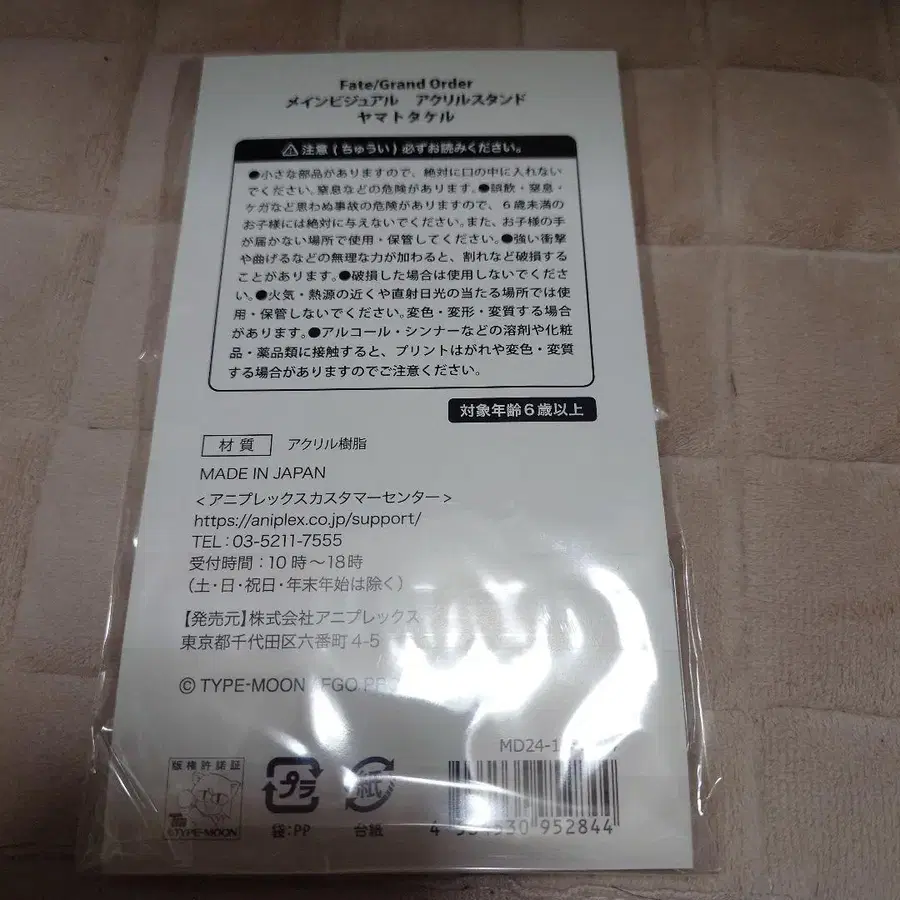 Fate/Grand Order
メインビジュアル アクリルスタンド
ヤマトタケル
注意(ちゅうい)必ずお読みください。
●小さな部品がありますので、絶対に口の中に入れない
でください。窒息などの危険があります。●誤飲・窒息・
ケガなど思わぬ事故の危険がありますので、6歳未満の
お子様には絶対に与えないでください。また、お子様の手
が届かない場所で使用・保管してください。●強い衝撃
や曲げるなどの無理な力が加わると、割れなど破損する
ことがあります。●破損した場合は使用しないでくださ
い。●火気・熱源の近くや直射日光の当たる場所では使
用・保管しないでください。変色・変形・変質する場合
があります。●アルコール・シンナーなどの溶剤や化粧
品・薬品類に接触すると、プリントはがれや変色・変質
する場合がありますのでご注意ください。
対象年齢6歳以上
材質 アクリル樹脂
MADE IN JAPAN
<アニプレックスカスタマーセンター>
https://aniplex.co.jp/support/
TEL:03-5211-7555
受付時間:10時〜18時
(土・日・祝日・年末年始は除く)
【発売元】株式会社アニプレックス
東京都千代田区六番町4-5
© TYPE-MOON FGO
MD24-1
版権許諾証
©TYPE-MOON
プラ
袋:PP
紙
台紙
952844